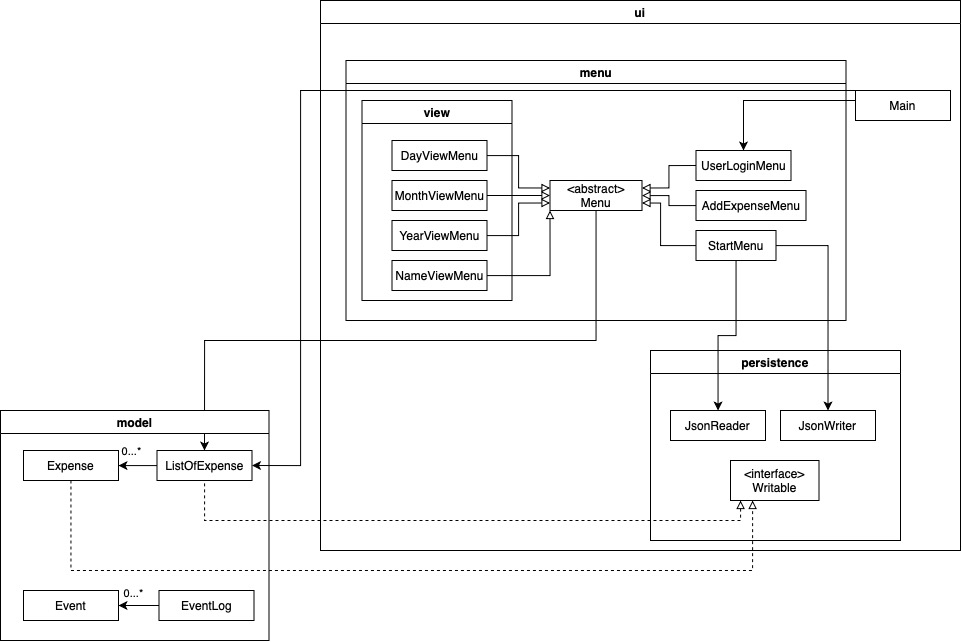 ui
menu
view
Main
DayViewMenu
UserLoginMenu
<abstract>
Menu
MonthViewMenu
AddExpenseMenu
YearViewMenu
StartMenu
NameViewMenu
persistence
JsonReader
JsonWriter
model
0...*
Expense
ListOfExpense
<interface>
Writable
0...*
Event
EventLog